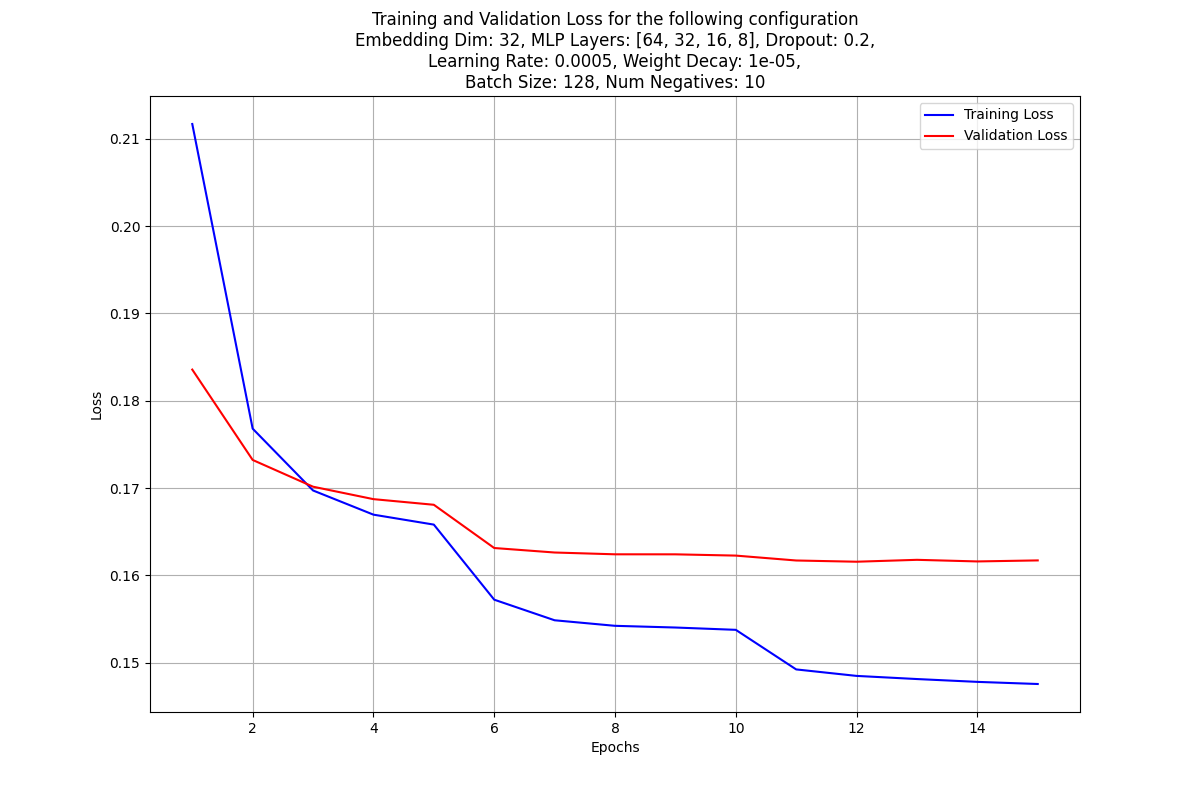 Training and Validation Loss for the following configuration
Embedding Dim: 32, MLP Layers: [64, 32, 16, 8], Dropout: 0.2,
Learning Rate: 0.0005, Weight Decay: 1e-05,
Batch Size: 128, Num Negatives: 10
Training Loss
Validation Loss
0.21
0.20
0.19
0.18
0.17
0.16
0.15
Loss
2 4 6 8 10 12 14
Epochs